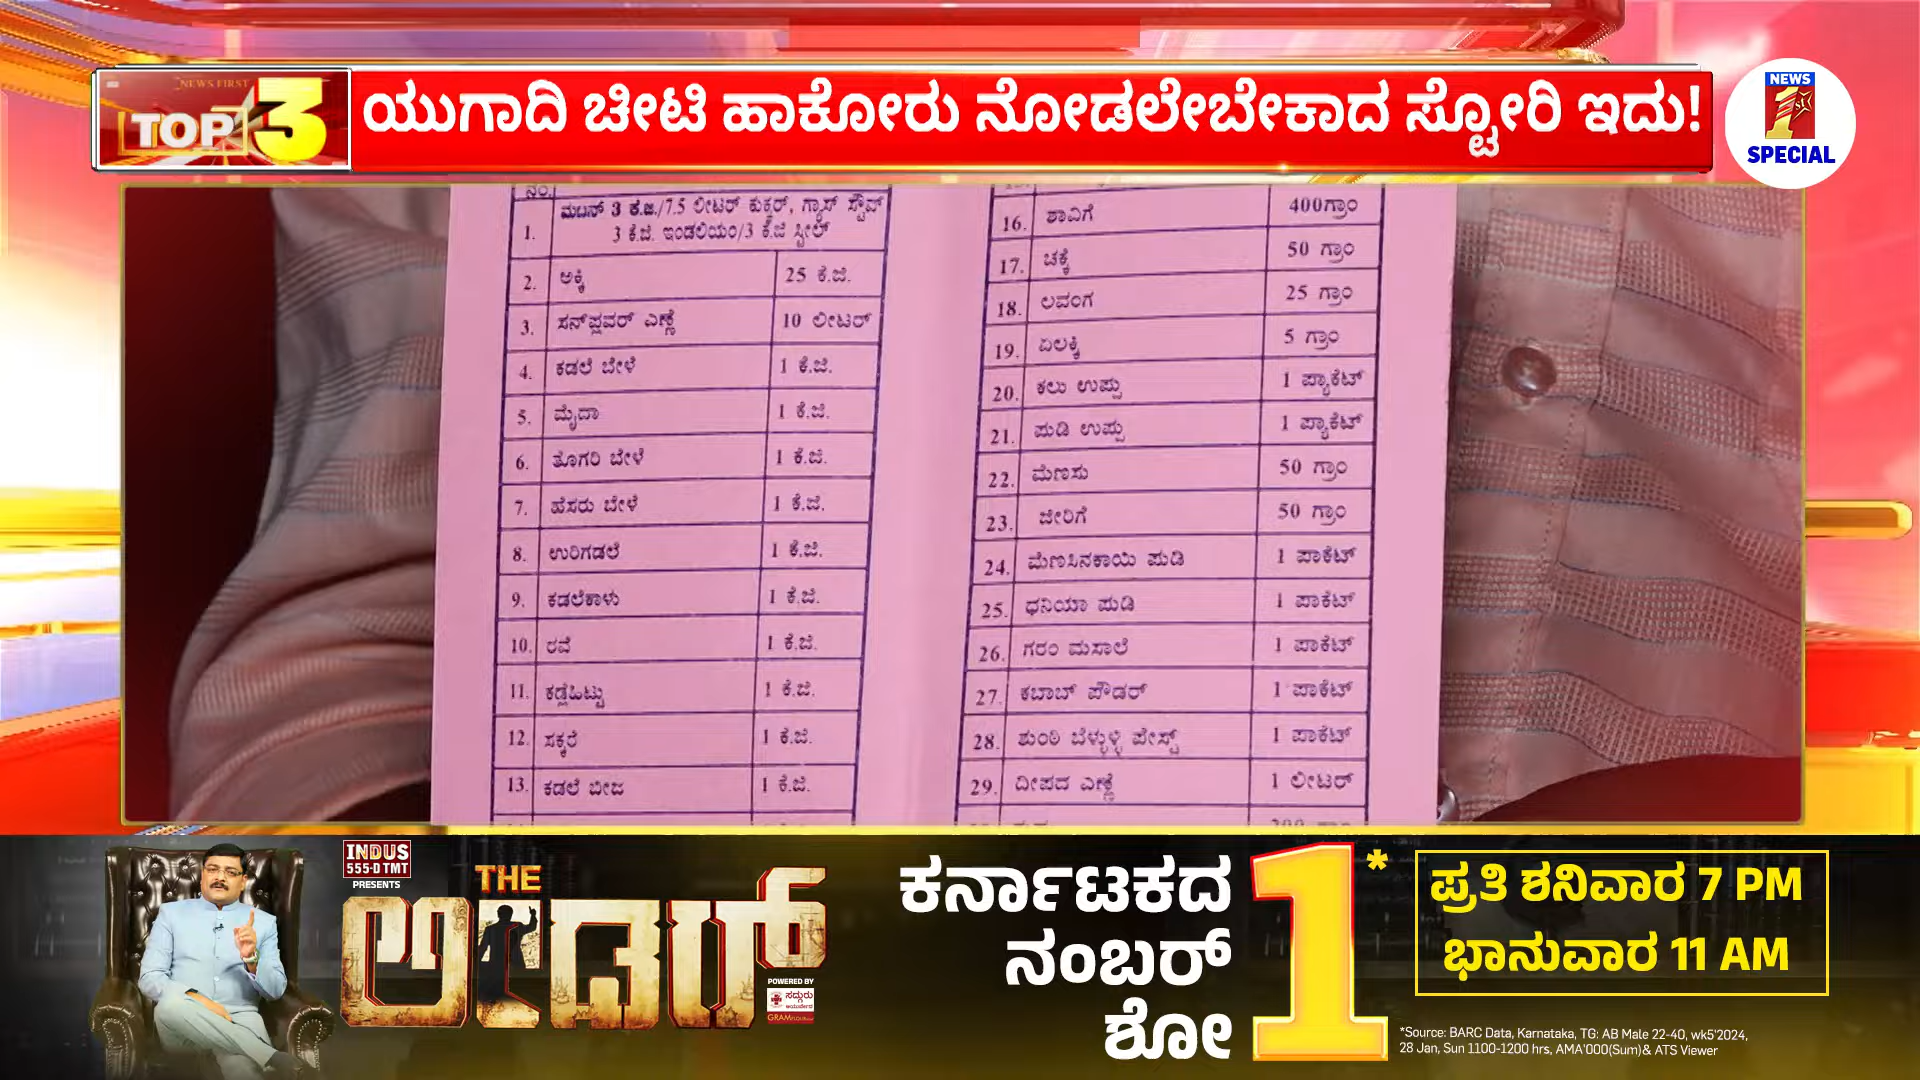 NEWS FIRST
TOP 3
ಯುಗಾದಿ ಚೀಟಿ ಹಾಕೋರು ನೋಡಲೇಬೇಕಾದ ಸ್ಟೋರಿ ಇದು!
NEWS
1st
SPECIAL
ನಂ.
1. ಮಟನ್ 3 ಕೆ.ಜಿ./7.5 ಲೀಟರ್ ಕುಕ್ಕರ್, ಗ್ಯಾಸ್ ಸ್ಟೌವ್
3 ಕೆ.ಜಿ. ಇಂಡಲಿಯಂ/3 ಕೆ.ಜಿ ಸ್ಟೀಲ್
2. ಅಕ್ಕಿ 25 ಕೆ.ಜಿ.
3. ಸನ್‌ಪ್ಲವರ್ ಎಣ್ಣೆ 10 ಲೀಟರ್
4. ಕಡಲೆ ಬೇಳೆ 1 ಕೆ.ಜಿ.
5. ಮೈದಾ 1 ಕೆ.ಜಿ.
6. ತೊಗರಿ ಬೇಳೆ 1 ಕೆ.ಜಿ.
7. ಹೆಸರು ಬೇಳೆ 1 ಕೆ.ಜಿ.
8. ಉರಿಗಡಲೆ 1 ಕೆ.ಜಿ.
9. ಕಡಲೆಕಾಳು 1 ಕೆ.ಜಿ.
10. ರವೆ 1 ಕೆ.ಜಿ.
11. ಕಡ್ಲಹಿಟ್ಟು 1 ಕೆ.ಜಿ.
12. ಸಕ್ಕರೆ 1 ಕೆ.ಜಿ.
13. ಕಡಲೆ ಬೀಜ 1 ಕೆ.ಜಿ.
16. ಶಾವಿಗೆ 400ಗ್ರಾಂ
17. ಚಕ್ಕೆ 50 ಗ್ರಾಂ
18. ಲವಂಗ 25 ಗ್ರಾಂ
19. ಏಲಕ್ಕಿ 5 ಗ್ರಾಂ
20. ಕಲು ಉಪ್ಪು 1 ಪ್ಯಾಕೆಟ್
21. ಪುಡಿ ಉಪ್ಪು 1 ಪ್ಯಾಕೆಟ್
22. ಮೆಣಸು 50 ಗ್ರಾಂ
23. ಜೀರಿಗೆ 50 ಗ್ರಾಂ
24. ಮೆಣಸಿನಕಾಯಿ ಪುಡಿ 1 ಪಾಕೆಟ್
25. ಧನಿಯಾ ಪುಡಿ 1 ಪಾಕೆಟ್
26. ಗರಂ ಮಸಾಲೆ 1 ಪಾಕೆಟ್
27. ಕಬಾಬ್ ಪೌಡರ್ 1 ಪಾಕೆಟ್
28. ಶುಂಠಿ ಬೆಳ್ಳುಳ್ಳಿ ಪೇಸ್ಟ್ 1 ಪಾಕೆಟ್
29. ದೀಪದ ಎಣ್ಣೆ 1 ಲೀಟರ್
INDUS
555-D TMT
PRESENTS
THE
ಲೀಡರ್
POWERED BY
ಸದ್ಗುರು
ಆಯುರ್ವೇದ
ಕರ್ನಾಟಕದ
ನಂಬರ್ 1*
ಶೋ
ಪ್ರತಿ ಶನಿವಾರ 7 PM
ಭಾನುವಾರ 11 AM
*Source: BARC Data, Karnataka, TG: AB Male 22-40, wk5'2024,
28 Jan, Sun 1100-1200 hrs, AMA'000(Sum)& ATS Viewer